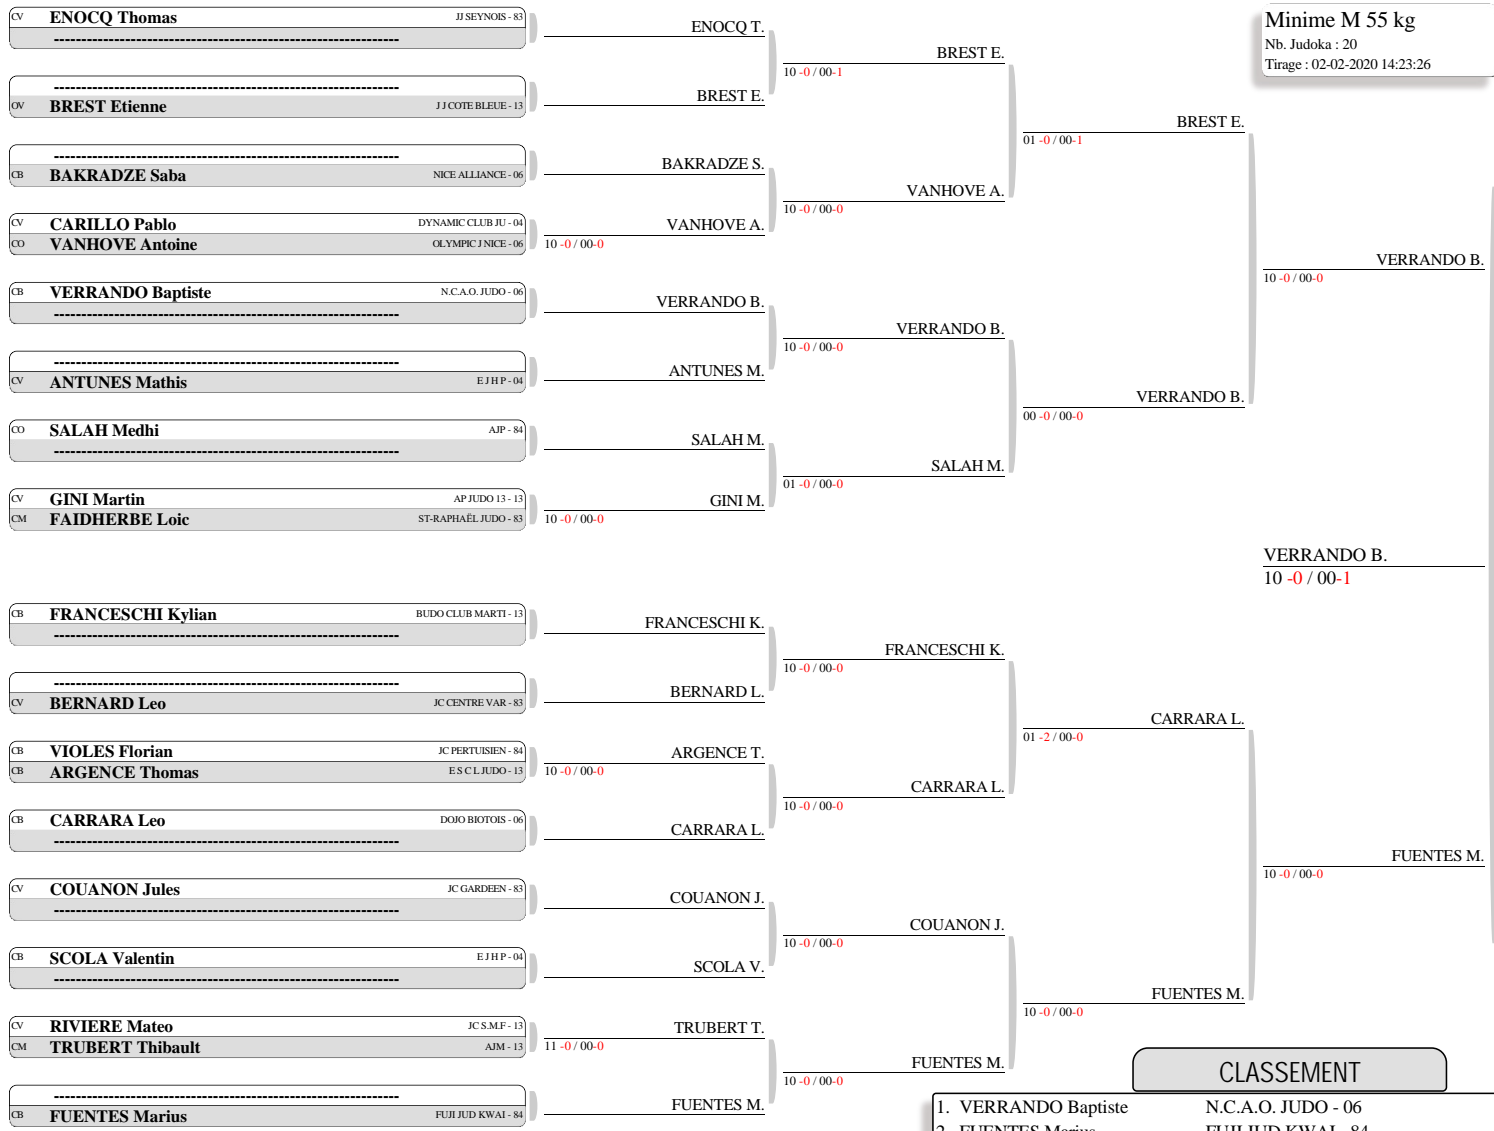 Minime M 55 kg
Nb. Judoka : 20
Tirage : 02-02-2020 14:23:26
CV ENOCQ Thomas JJ SEYNOIS - 83
----------------------------------------------------------------
----------------------------------------------------------------
OV BREST Etienne J J COTE BLEUE - 13
----------------------------------------------------------------
CB BAKRADZE Saba NICE ALLIANCE - 06
CV CARILLO Pablo DYNAMIC CLUB JU - 04
CO VANHOVE Antoine OLYMPIC J NICE - 06
CB VERRANDO Baptiste N.C.A.O. JUDO - 06
----------------------------------------------------------------
----------------------------------------------------------------
CV ANTUNES Mathis E J H P - 04
CO SALAH Medhi AJP - 84
----------------------------------------------------------------
CV GINI Martin AP JUDO 13 - 13
CM FAIDHERBE Loic ST-RAPHAËL JUDO - 83
CB FRANCESCHI Kylian BUDO CLUB MARTI - 13
----------------------------------------------------------------
----------------------------------------------------------------
CV BERNARD Leo JC CENTRE VAR - 83
CB VIOLES Florian JC PERTUISIEN - 84
CB ARGENCE Thomas E S C L JUDO - 13
CB CARRARA Leo DOJO BIOTOIS - 06
----------------------------------------------------------------
CV COUANON Jules JC GARDEEN - 83
----------------------------------------------------------------
CB SCOLA Valentin E J H P - 04
----------------------------------------------------------------
CV RIVIERE Mateo JC S.M.F - 13
CM TRUBERT Thibault AJM - 13
----------------------------------------------------------------
CB FUENTES Marius FUJI JUD KWAI - 84
ENOCQ T.
BREST E.
BAKRADZE S.
VANHOVE A.
10 -0 / 00-0
VERRANDO B.
ANTUNES M.
SALAH M.
GINI M.
10 -0 / 00-0
FRANCESCHI K.
BERNARD L.
ARGENCE T.
10 -0 / 00-0
CARRARA L.
COUANON J.
SCOLA V.
TRUBERT T.
11 -0 / 00-0
FUENTES M.
BREST E.
10 -0 / 00-1
VANHOVE A.
10 -0 / 00-0
VERRANDO B.
10 -0 / 00-0
SALAH M.
01 -0 / 00-0
FRANCESCHI K.
10 -0 / 00-0
CARRARA L.
10 -0 / 00-0
COUANON J.
10 -0 / 00-0
FUENTES M.
10 -0 / 00-0
BREST E.
01 -0 / 00-1
VERRANDO B.
00 -0 / 00-0
CARRARA L.
01 -2 / 00-0
FUENTES M.
10 -0 / 00-0
VERRANDO B.
10 -0 / 00-0
FUENTES M.
10 -0 / 00-0
VERRANDO B.
10 -0 / 00-1
CLASSEMENT
1. VERRANDO Baptiste N.C.A.O. JUDO - 06
2. FUENTES Marius FUJI JUD KWAI - 84